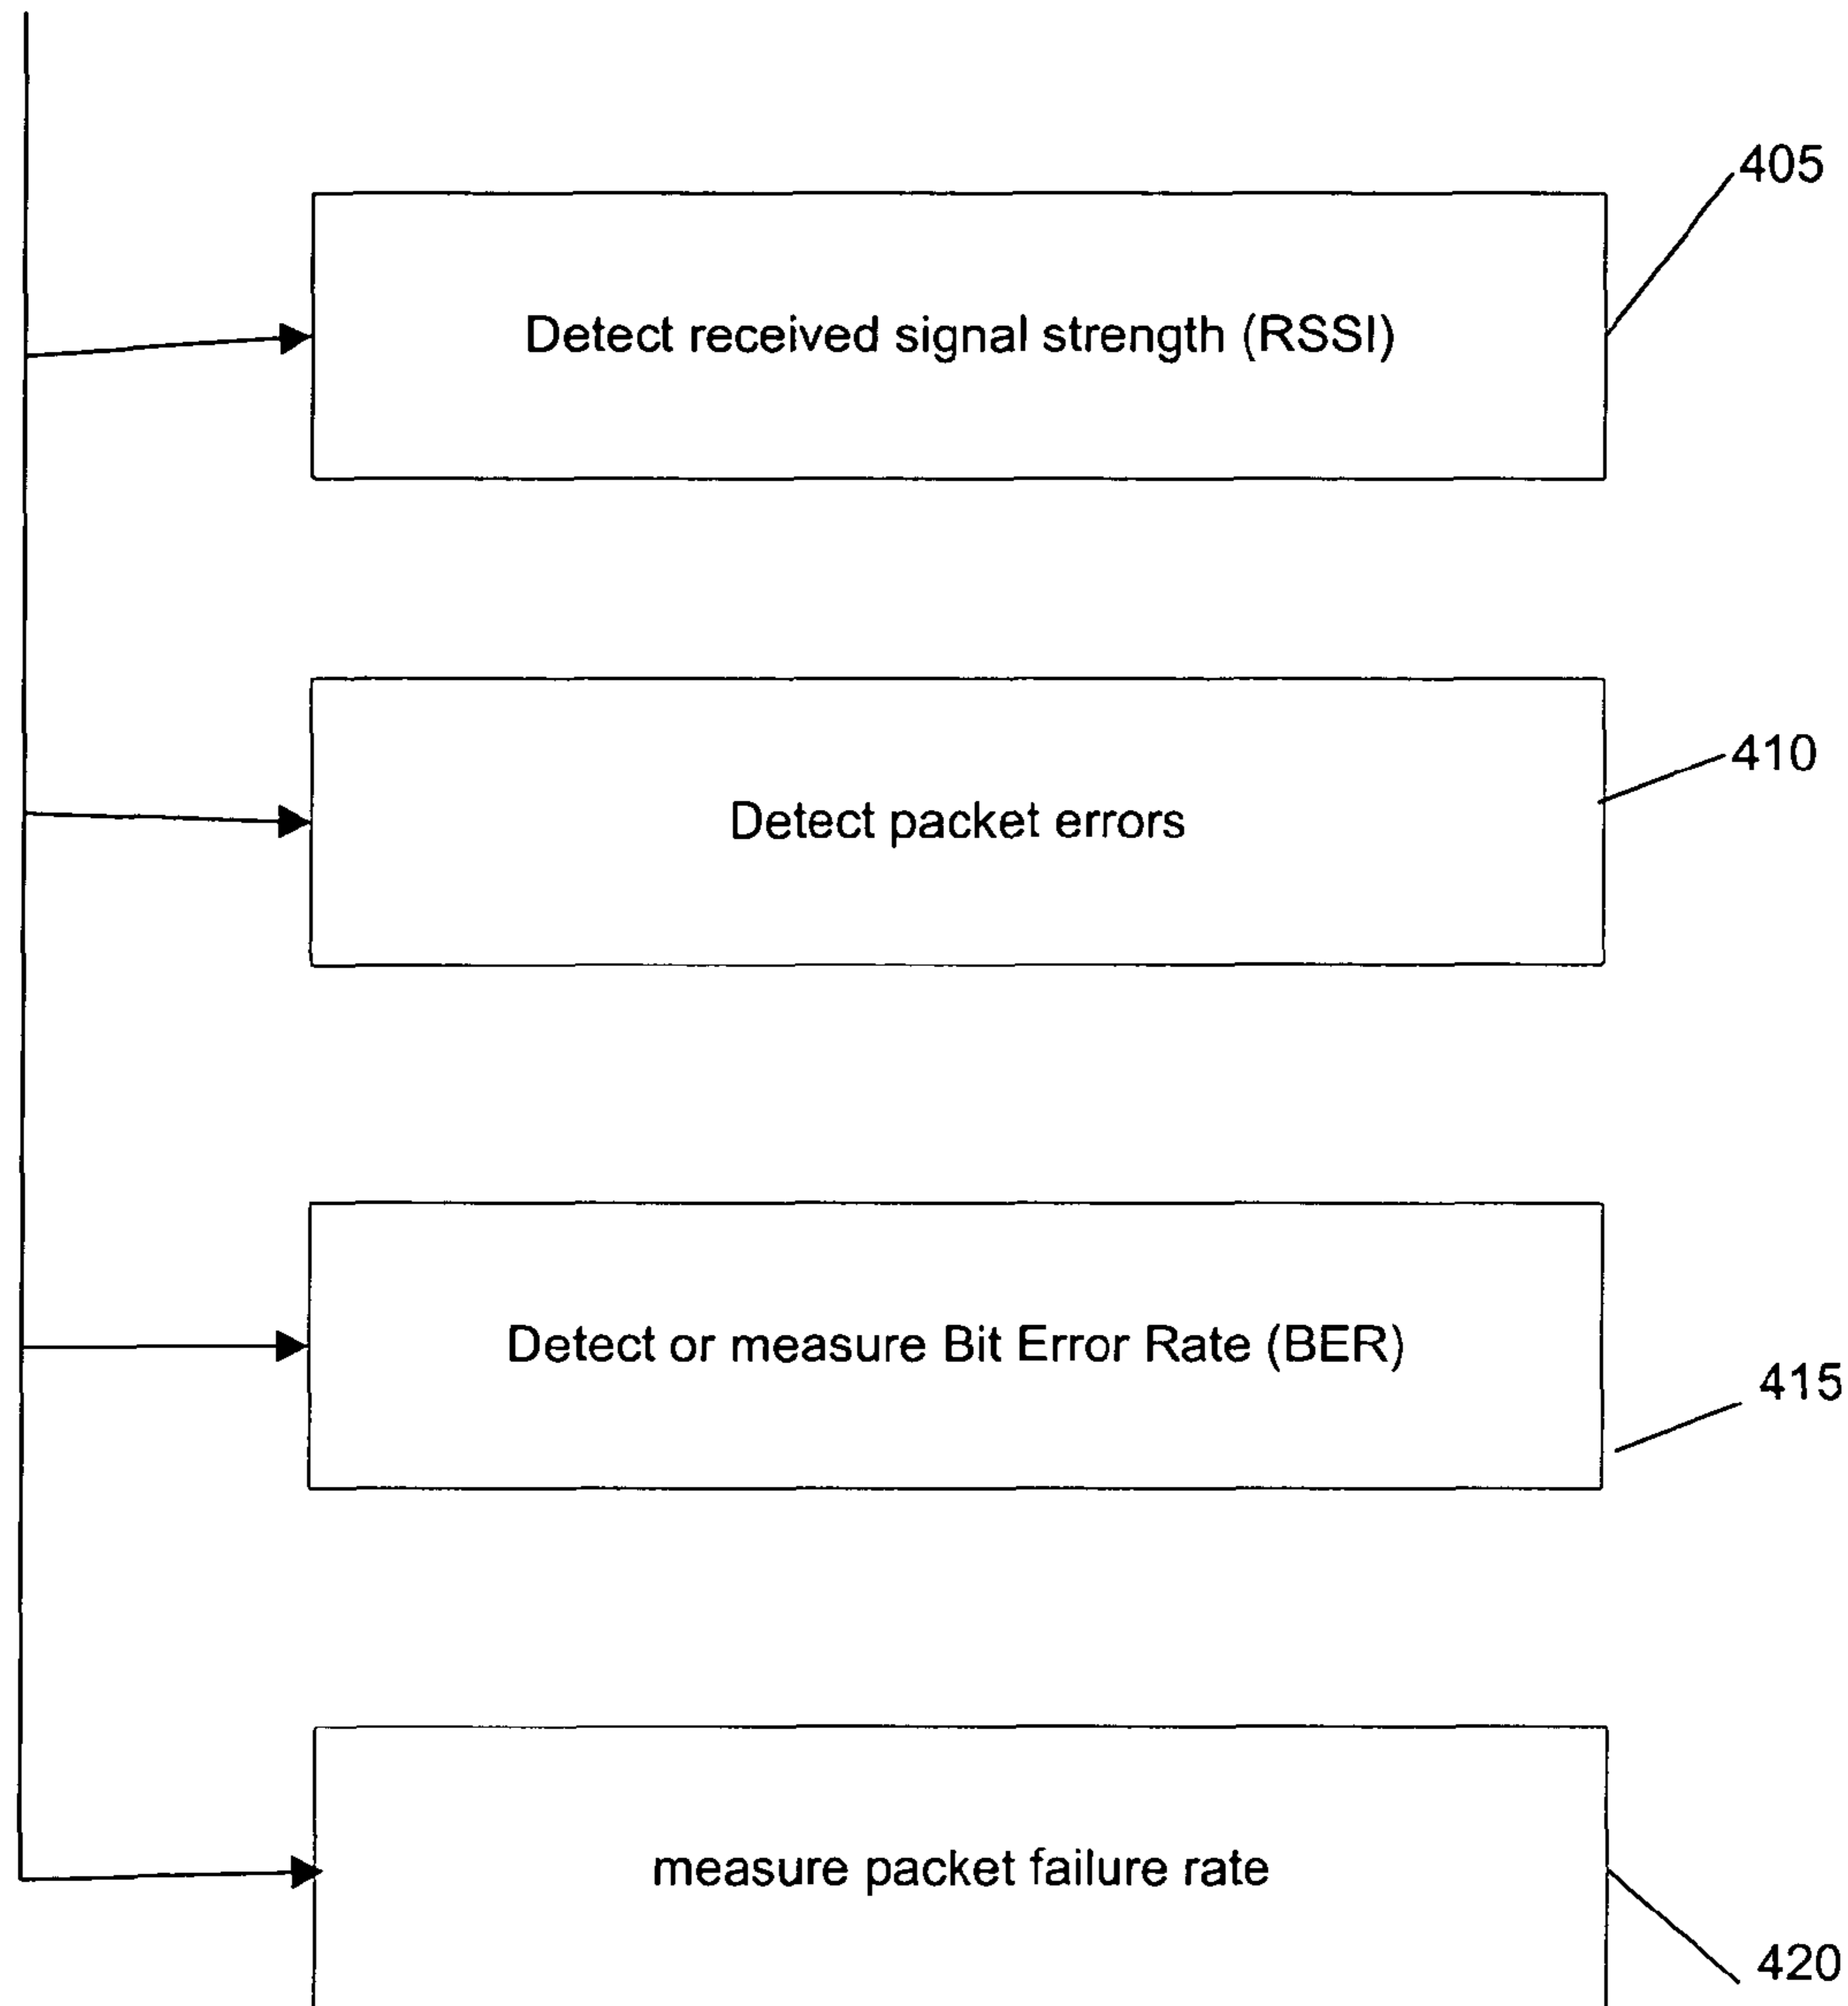 405
Detect received signal strength (RSSI)
410
Detect packet errors
Detect or measure Bit Error Rate (BER)
415
measure packet failure rate
420